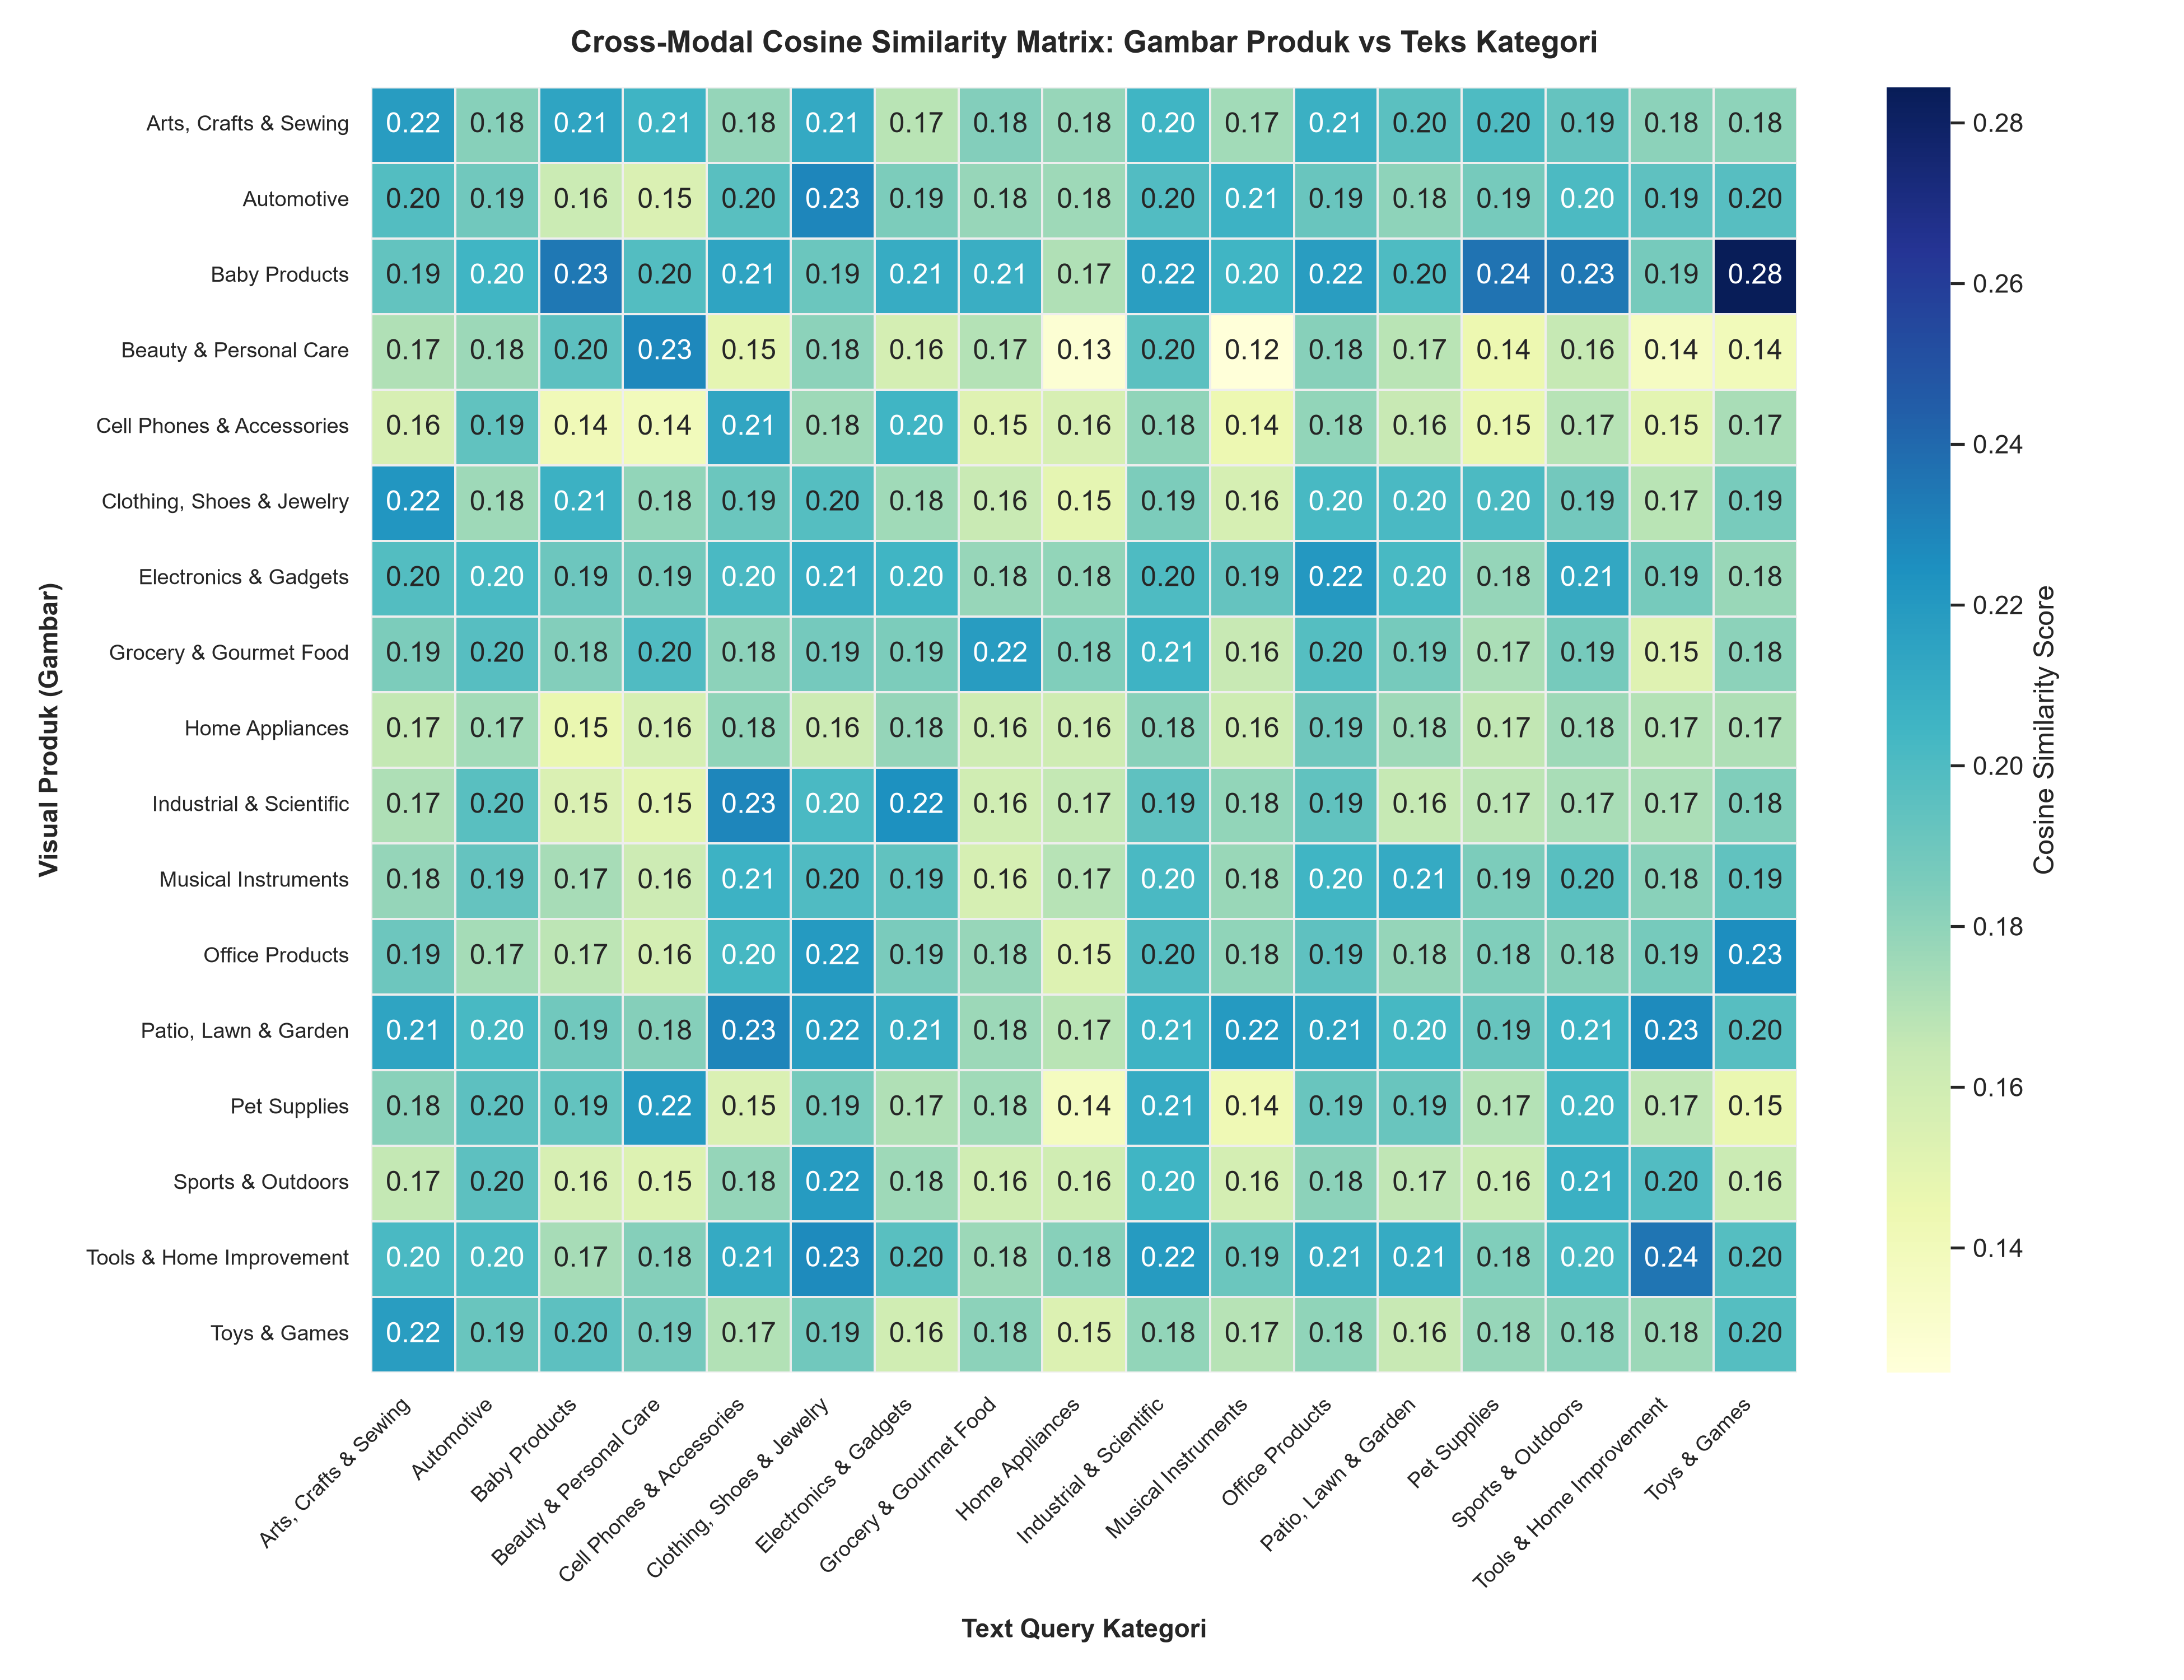 Cross-Modal Cosine Similarity Matrix: Gambar Produk vs Teks Kategori
Visual Produk (Gambar)
Arts, Crafts & Sewing 0.22 0.18 0.21 0.21 0.18 0.21 0.17 0.18 0.18 0.20 0.17 0.21 0.20 0.20 0.19 0.18 0.18
Automotive 0.20 0.19 0.16 0.15 0.20 0.23 0.19 0.18 0.18 0.20 0.21 0.19 0.18 0.19 0.20 0.19 0.20
Baby Products 0.19 0.20 0.23 0.20 0.21 0.19 0.21 0.21 0.17 0.22 0.20 0.22 0.20 0.24 0.23 0.19 0.28
Beauty & Personal Care 0.17 0.18 0.20 0.23 0.15 0.18 0.16 0.17 0.13 0.20 0.12 0.18 0.17 0.14 0.16 0.14 0.14
Cell Phones & Accessories 0.16 0.19 0.14 0.14 0.21 0.18 0.20 0.15 0.16 0.18 0.14 0.18 0.16 0.15 0.17 0.15 0.17
Clothing, Shoes & Jewelry 0.22 0.18 0.21 0.18 0.19 0.20 0.18 0.16 0.15 0.19 0.16 0.20 0.20 0.20 0.19 0.17 0.19
Electronics & Gadgets 0.20 0.20 0.19 0.19 0.20 0.21 0.20 0.18 0.18 0.20 0.19 0.22 0.20 0.18 0.21 0.19 0.18
Grocery & Gourmet Food 0.19 0.20 0.18 0.20 0.18 0.19 0.19 0.22 0.18 0.21 0.16 0.20 0.19 0.17 0.19 0.15 0.18
Home Appliances 0.17 0.17 0.15 0.16 0.18 0.16 0.18 0.16 0.16 0.18 0.16 0.19 0.18 0.17 0.18 0.17 0.17
Industrial & Scientific 0.17 0.20 0.15 0.15 0.23 0.20 0.22 0.16 0.17 0.19 0.18 0.19 0.16 0.17 0.17 0.17 0.18
Musical Instruments 0.18 0.19 0.17 0.16 0.21 0.20 0.19 0.16 0.17 0.20 0.18 0.20 0.21 0.19 0.20 0.18 0.19
Office Products 0.19 0.17 0.17 0.16 0.20 0.22 0.19 0.18 0.15 0.20 0.18 0.19 0.18 0.18 0.18 0.19 0.23
Patio, Lawn & Garden 0.21 0.20 0.19 0.18 0.23 0.22 0.21 0.18 0.17 0.21 0.22 0.21 0.20 0.19 0.21 0.23 0.20
Pet Supplies 0.18 0.20 0.19 0.22 0.15 0.19 0.17 0.18 0.14 0.21 0.14 0.19 0.19 0.17 0.20 0.17 0.15
Sports & Outdoors 0.17 0.20 0.16 0.15 0.18 0.22 0.18 0.16 0.16 0.20 0.16 0.18 0.17 0.16 0.21 0.20 0.16
Tools & Home Improvement 0.20 0.20 0.17 0.18 0.21 0.23 0.20 0.18 0.18 0.22 0.19 0.21 0.21 0.18 0.20 0.24 0.20
Toys & Games 0.22 0.19 0.20 0.19 0.17 0.19 0.16 0.18 0.15 0.18 0.17 0.18 0.16 0.18 0.18 0.18 0.20
Arts, Crafts & Sewing
Automotive
Baby Products
Beauty & Personal Care
Cell Phones & Accessories
Clothing, Shoes & Jewelry
Electronics & Gadgets
Grocery & Gourmet Food
Home Appliances
Industrial & Scientific
Musical Instruments
Office Products
Patio, Lawn & Garden
Pet Supplies
Sports & Outdoors
Tools & Home Improvement
Toys & Games
Text Query Kategori
0.28
0.26
0.24
0.22
0.20
0.18
0.16
0.14
Cosine Similarity Score